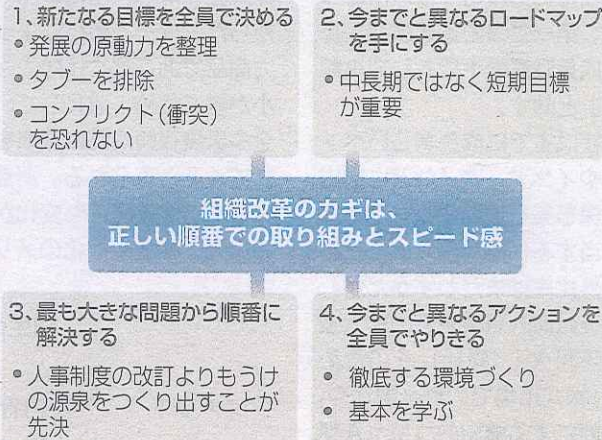 1、新たなる目標を全員で決める
•発展の原動力を整理
•タブーを排除
•コンフリクト（衝突）
を恐れない
2、今までと異なるロードマップ
を手にする
•中長期ではなく短期目標
が重要
組織改革のカギは、
正しい順番での取り組みとスピード感
3、最も大きな問題から順番に
解決する
•人事制度の改訂よりもうけ
の源泉をつくり出すことが
先決
4、今までと異なるアクションを
全員でやりきる
• 徹底する環境づくり
• 基本を学ぶ